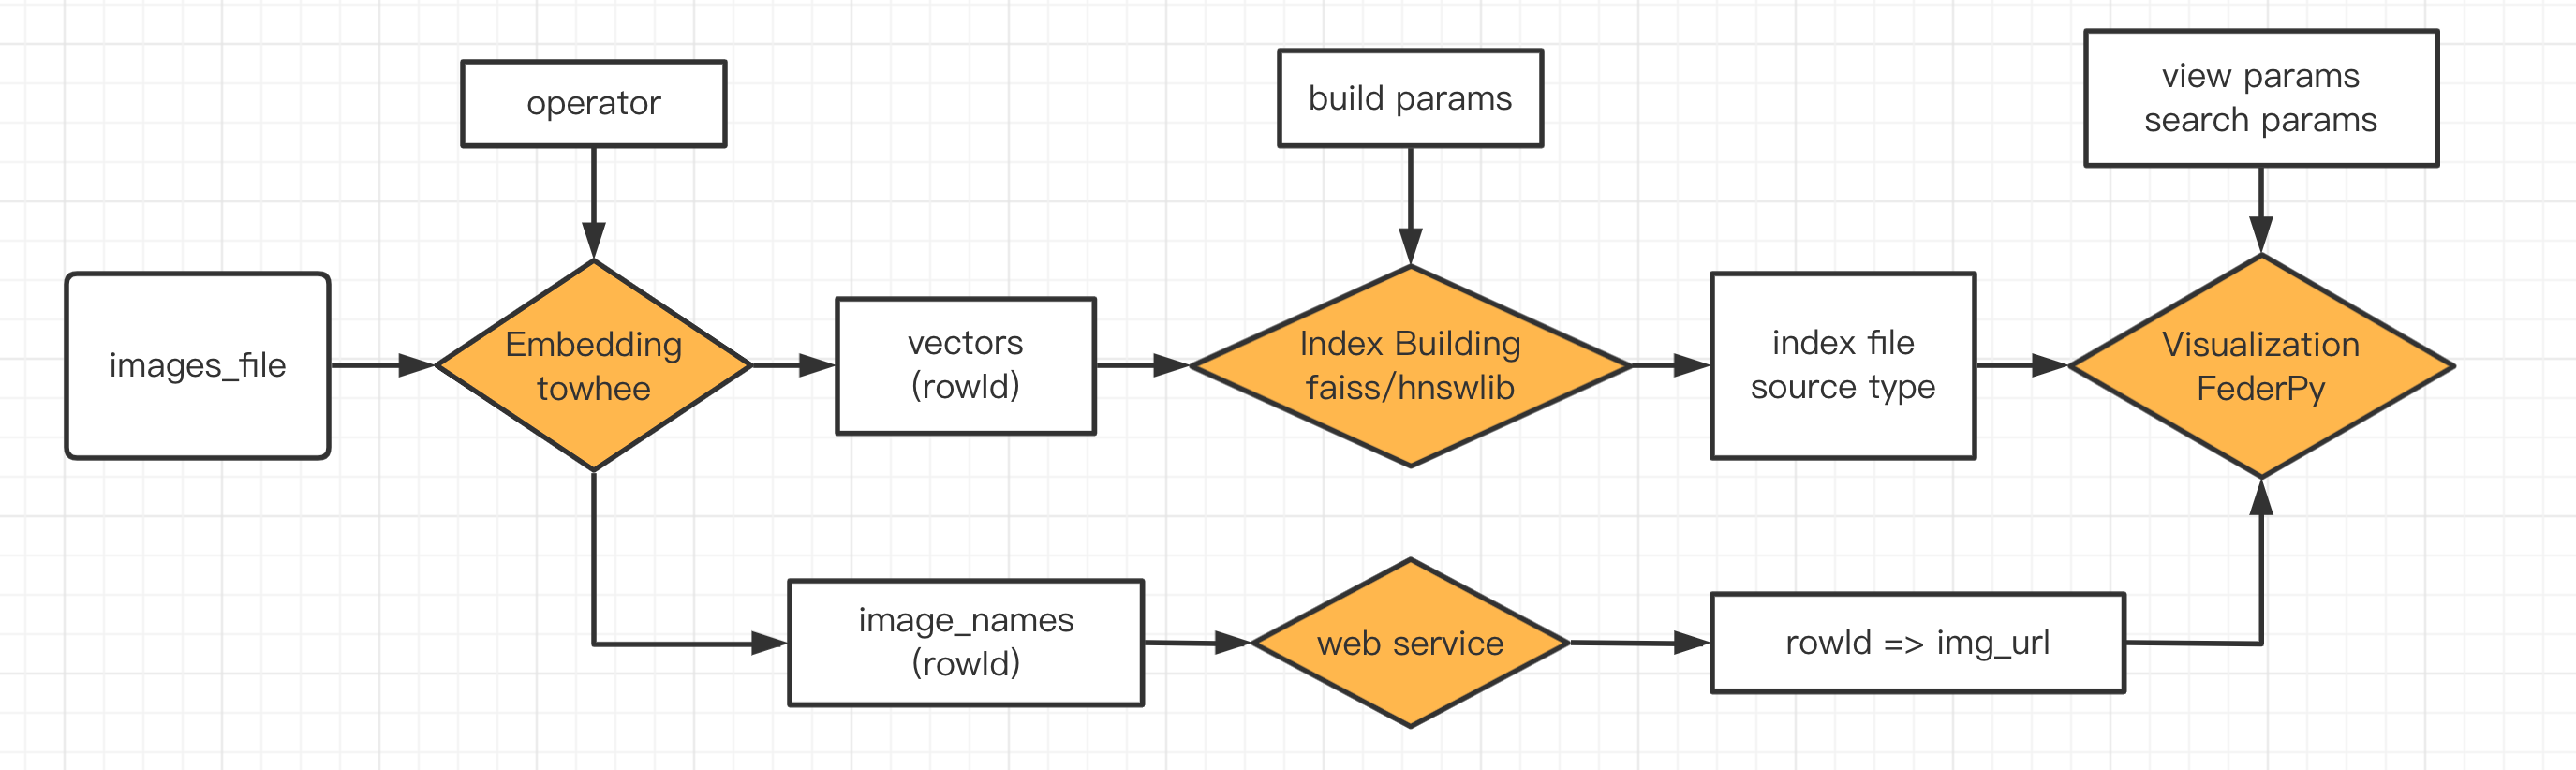 operator
build params
view params
search params
images_file
Embedding
towhee
vectors
(rowId)
Index Building
faiss/hnswlib
index file
source type
Visualization
FederPy
image_names
(rowId)
web service
rowId => img_url